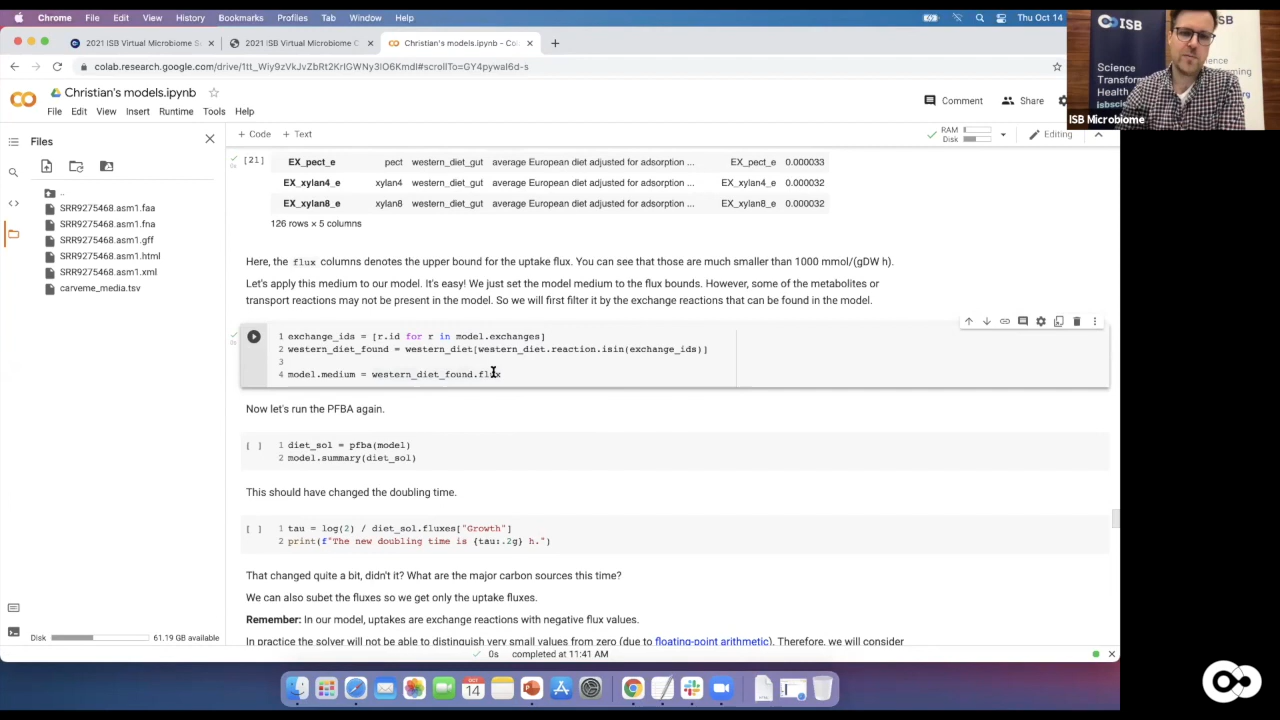 Chrome File Edit View History Bookmarks Profiles Tab Window Help Thu Oct 14
2021 ISB Virtual Microbiome S
2021 ISB Virtual Microbiome C
Christian's models.ipynb - Col
colab.research.google.com/drive/1tt_Wiy9zVkJvZbRt2KrIGWNy3IO6KmdI#scrollTo=GY4pywaI6d-s
ISB
SB
Science
Transfor
Health
isbscie
orming
org
ISB Microbiome
Christian's models.ipynb
File Edit View Insert Runtime Tools Help
Comment
Share
Files
+ Code + Text
RAM
Disk
Editing
..
SRR9275468.asm1.faa
SRR9275468.asm1.fna
SRR9275468.asm1.gff
SRR9275468.asm1.html
SRR9275468.asm1.xml
carveme_media.tsv
Disk
61.19 GB available
[21]
EX_pect_e pect western_diet_gut average European diet adjusted for adsorption ... EX_pect_e 0.000033
EX_xylan4_e xylan4 western_diet_gut average European diet adjusted for adsorption ... EX_xylan4_e 0.000032
EX_xylan8_e xylan8 western_diet_gut average European diet adjusted for adsorption ... EX_xylan8_e 0.000032
126 rows × 5 columns
Here, the flux columns denotes the upper bound for the uptake flux. You can see that those are much smaller than 1000 mmol/(gDW h).
Let's apply this medium to our model. It's easy! We just set the model medium to the flux bounds. However, some of the metabolites or
transport reactions may not be present in the model. So we will first filter it by the exchange reactions that can be found in the model.
1 exchange_ids = [r.id for r in model.exchanges]
2 western_diet_found = western_diet[western_diet.reaction.isin(exchange_ids)]
3
4 model.medium = western_diet_found.flux
Now let's run the PFBA again.
[ ]
1 diet_sol = pfba(model)
2 model.summary(diet_sol)
This should have changed the doubling time.
[ ]
1 tau = log(2) / diet_sol.fluxes["Growth"]
2 print(f"The new doubling time is {tau:.2g} h.")
That changed quite a bit, didn't it? What are the major carbon sources this time?
We can also subet the fluxes so we get only the uptake fluxes.
Remember: In our model, uptakes are exchange reactions with negative flux values.
In practice the solver will not be able to distinguish very small values from zero (due to floating-point arithmetic). Therefore, we will consider
0s completed at 11:41 AM
OCT
14